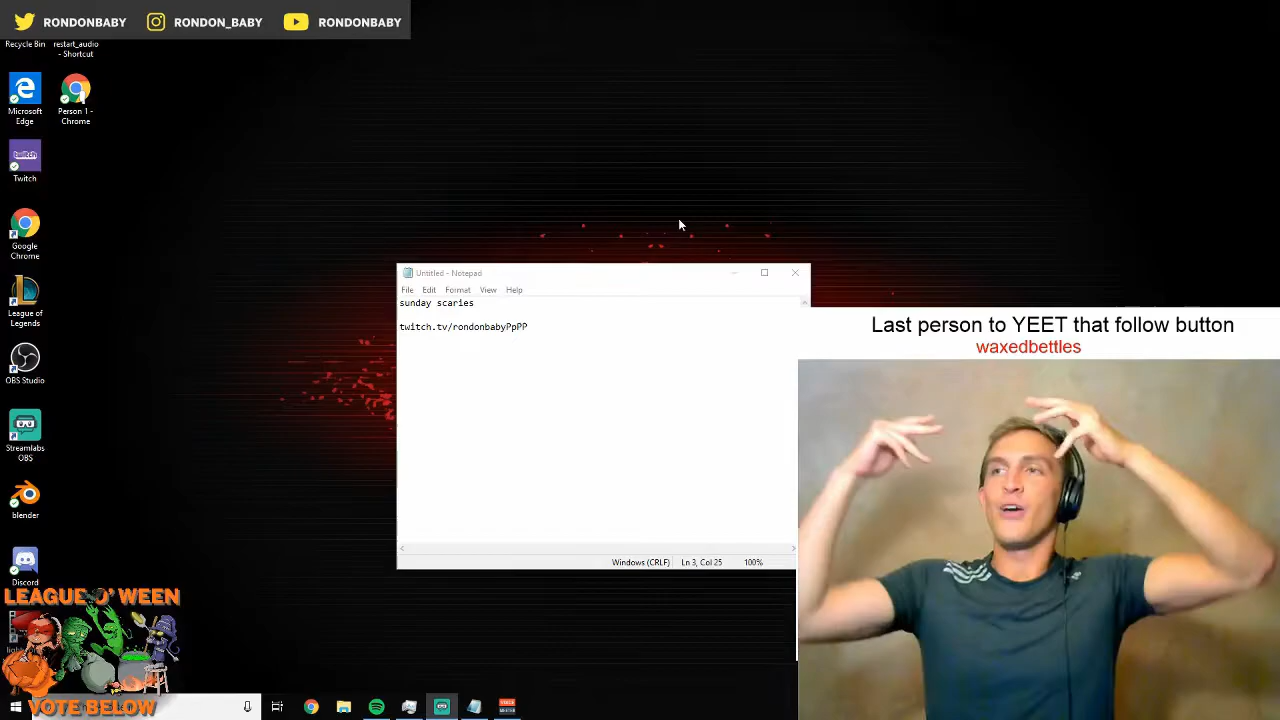 RONDONBABY
RONDON_BABY
RONDONBABY
Recycle Bin
restart_audio - Shortcut
Microsoft Edge
Person 1 - Chrome
twitch
Twitch
Google Chrome
League of Legends
OBS Studio
Streamlabs OBS
blender
Discord
LEAGUE O' WEEN
VOTE BELOW
Untitled - Notepad
File Edit Format View Help
sunday scaries
twitch.tv/rondonbabyPpPP
Windows (CRLF) Ln 3, Col 25 100%
Last person to YEET that follow button
waxedbettles